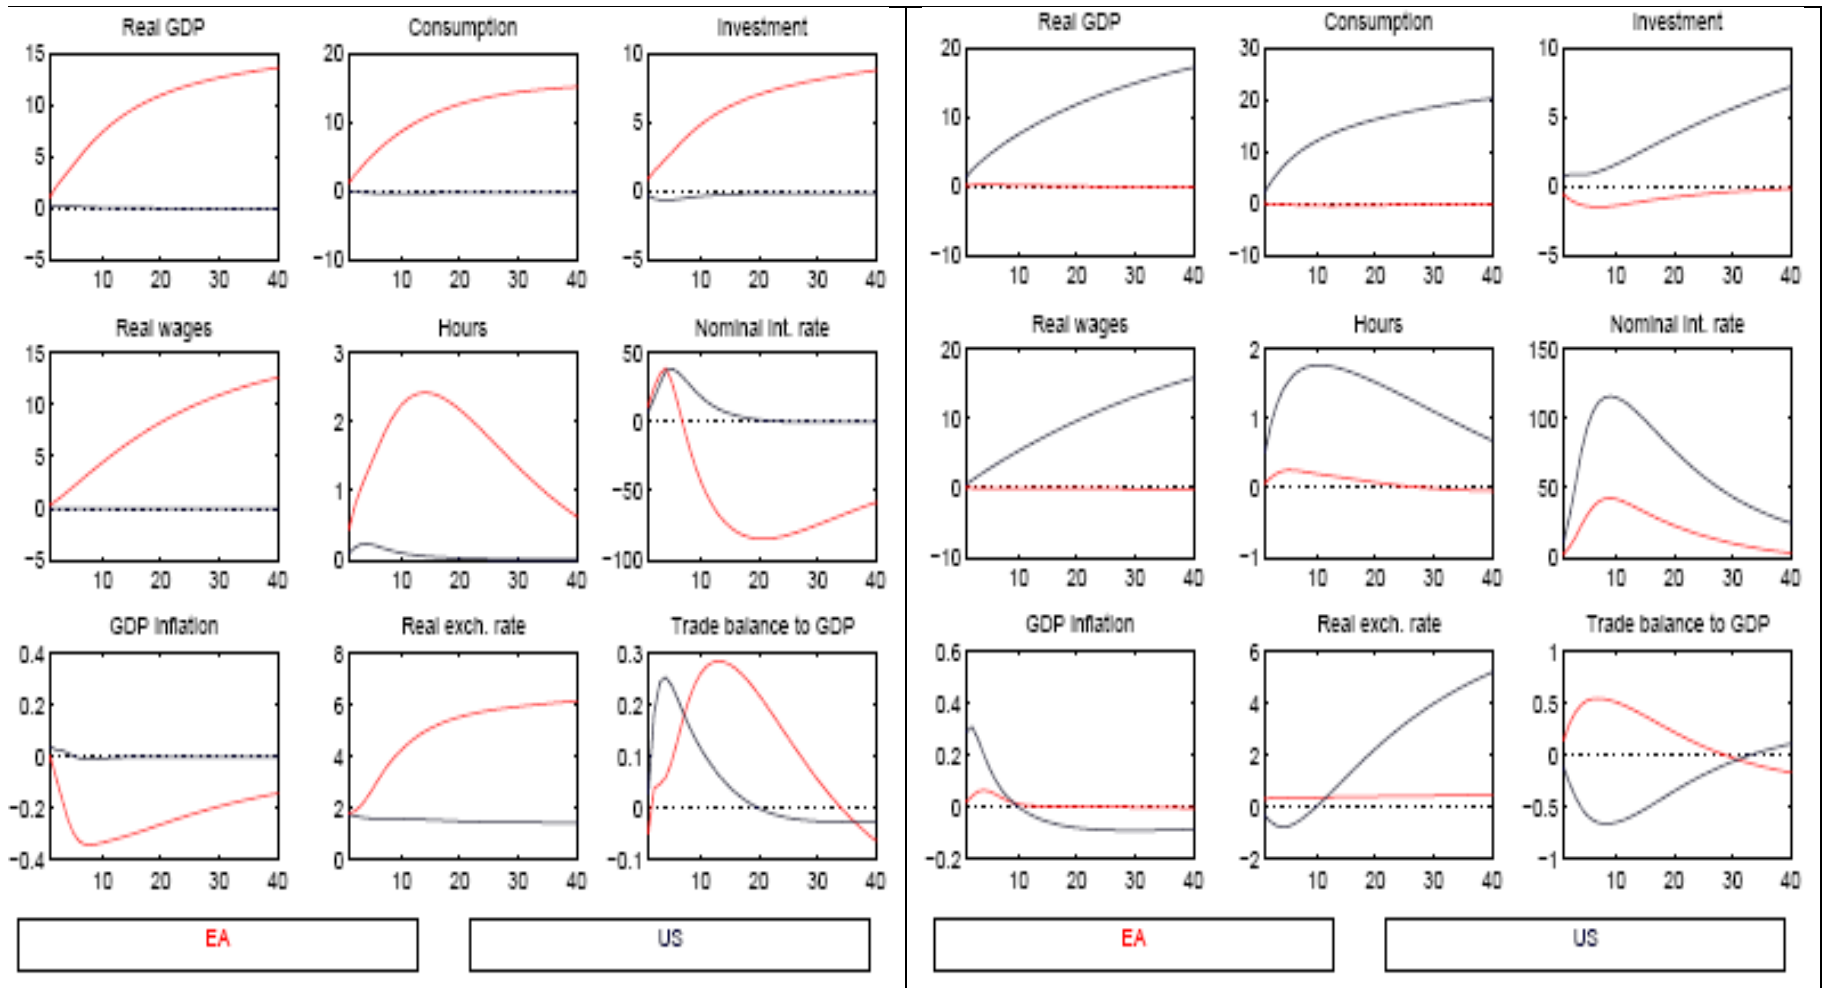 Real GDP Consumption Investment
15 10 5 0 −5 10 20 30 40
20 10 0 −10 10 20 30 40
10 5 0 −5 10 20 30 40
Real wages Hours Nominal int. rate
15 10 5 0 −5 10 20 30 40
3 2 1 0 10 20 30 40
50 0 −50 −100 10 20 30 40
GDP inflation Real exch. rate Trade balance to GDP
0.4 0.2 0 −0.2 −0.4 10 20 30 40
8 6 4 2 0 10 20 30 40
0.3 0.2 0.1 0 −0.1 10 20 30 40
EA US
Real GDP Consumption Investment
20 10 0 −10 10 20 30 40
30 20 10 0 −10 10 20 30 40
10 5 0 −5 10 20 30 40
Real wages Hours Nominal int. rate
20 10 0 −10 10 20 30 40
2 1 0 −1 10 20 30 40
150 100 50 0 10 20 30 40
GDP inflation Real exch. rate Trade balance to GDP
0.6 0.4 0.2 0 −0.2 10 20 30 40
6 4 2 0 −2 10 20 30 40
1 0.5 0 −0.5 −1 10 20 30 40
EA US